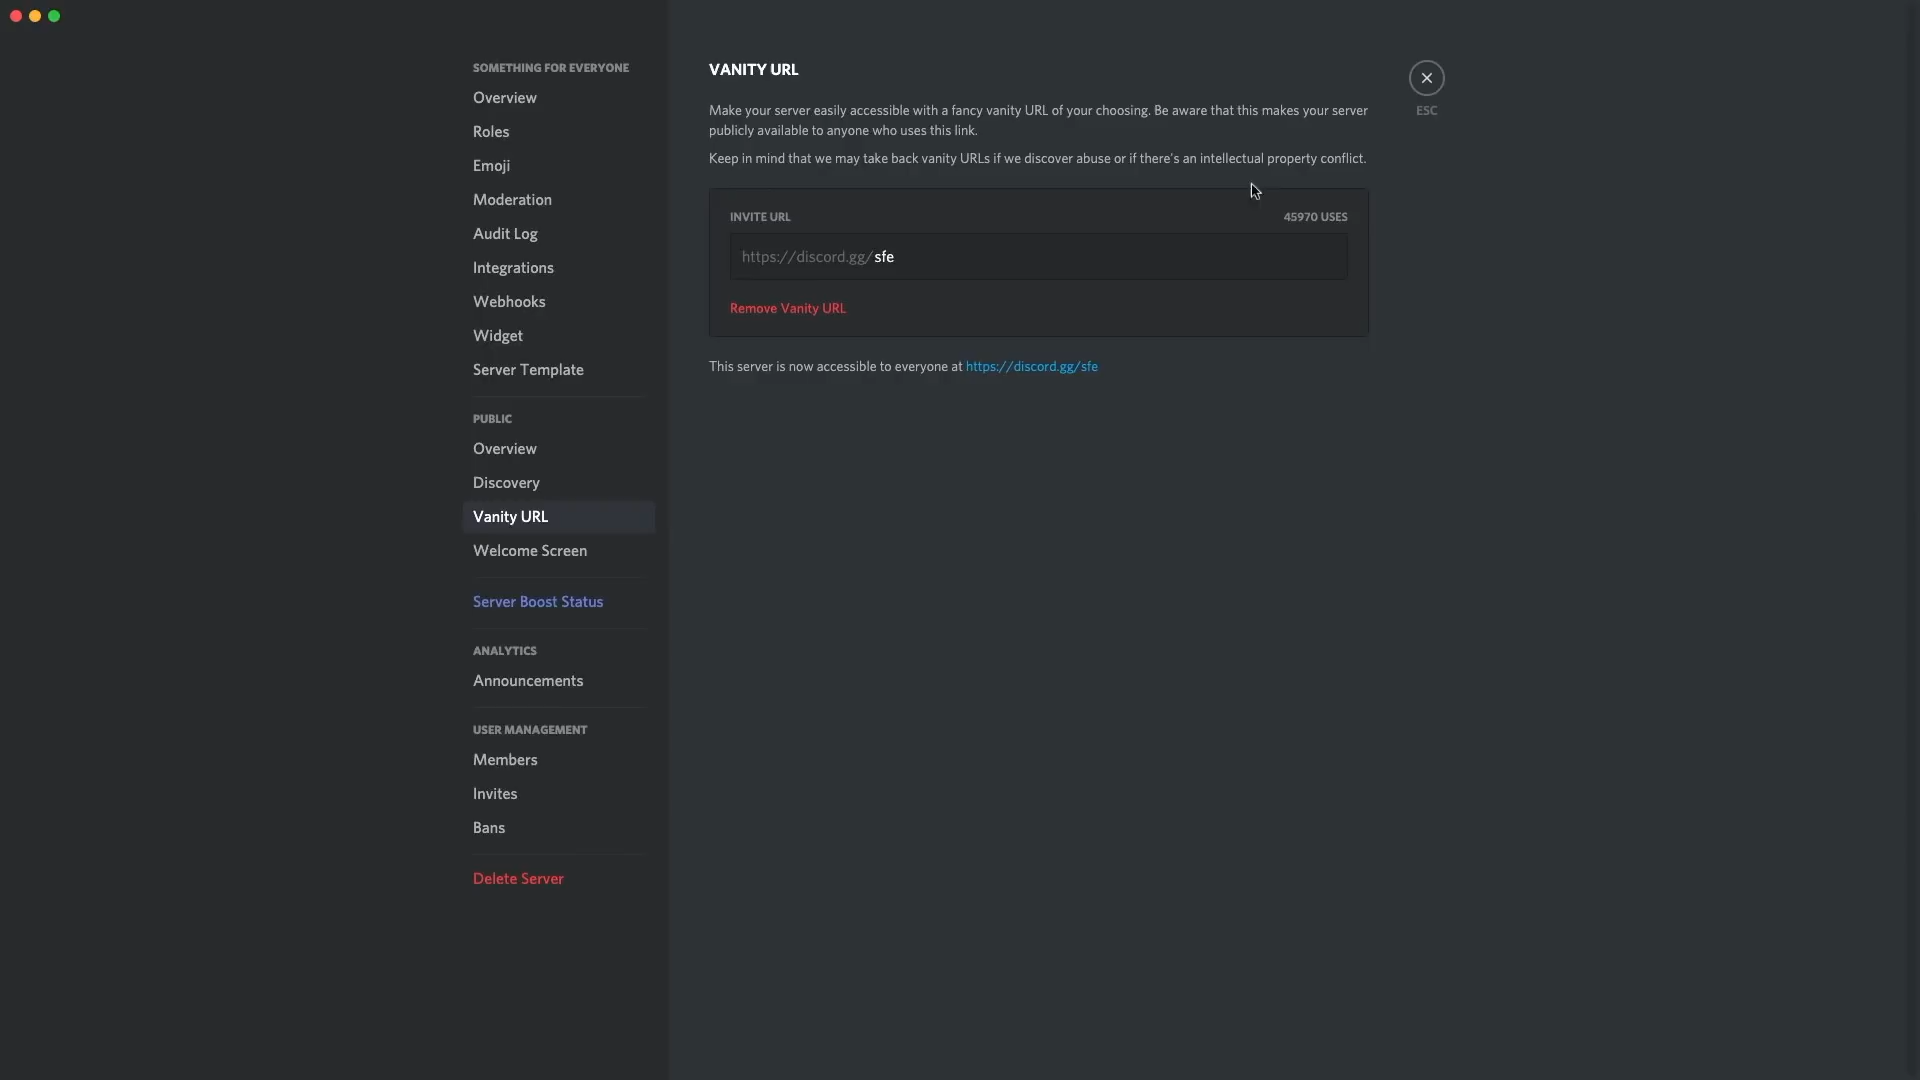 SOMETHING FOR EVERYONE
Overview
Roles
Emoji
Moderation
Audit Log
Integrations
Webhooks
Widget
Server Template
PUBLIC
Overview
Discovery
Vanity URL
Welcome Screen
Server Boost Status
ANALYTICS
Announcements
USER MANAGEMENT
Members
Invites
Bans
Delete Server
VANITY URL
Make your server easily accessible with a fancy vanity URL of your choosing. Be aware that this makes your server
publicly available to anyone who uses this link.
Keep in mind that we may take back vanity URLs if we discover abuse or if there's an intellectual property conflict.
INVITE URL 45970 USES
https://discord.gg/sfe
Remove Vanity URL
This server is now accessible to everyone at https://discord.gg/sfe
ESC